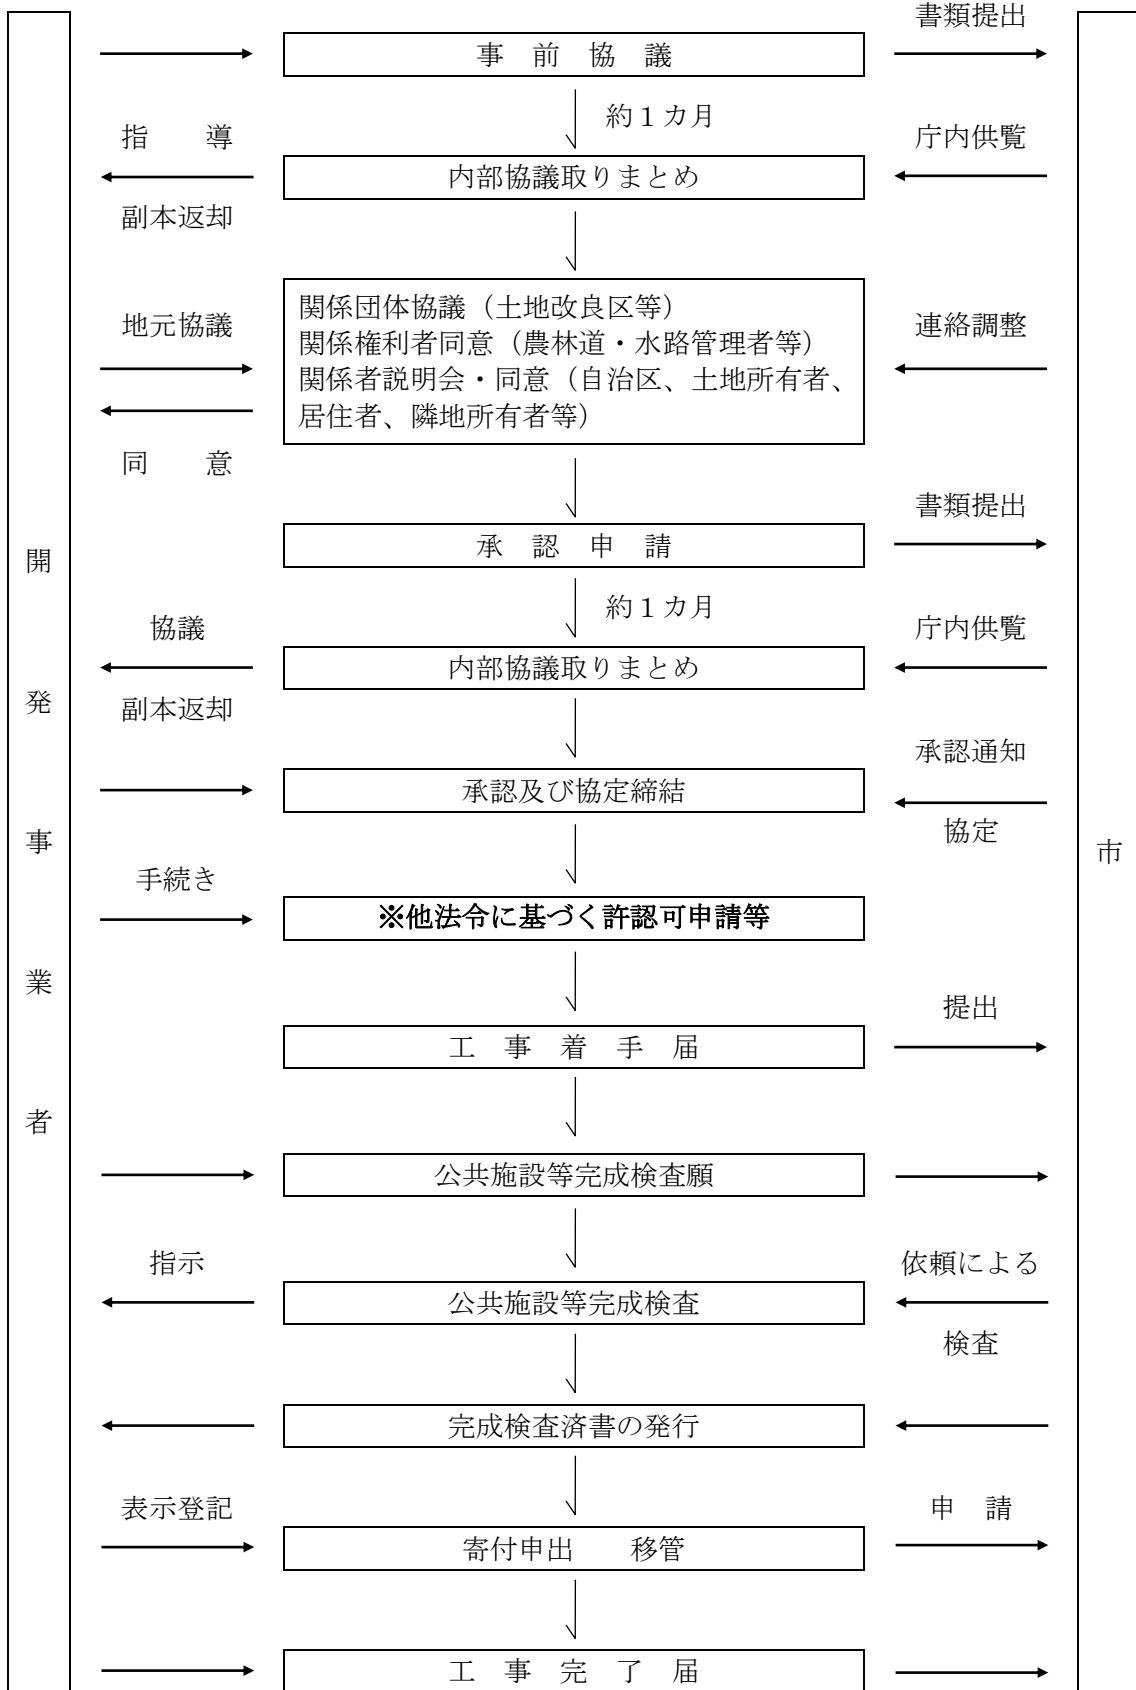 書類提出
事　前　協　議
約１カ月
指　　導
庁内供覧
内部協議取りまとめ
副本返却
地元協議
関係団体協議（土地改良区等）
関係権利者同意（農林道・水路管理者等）
関係者説明会・同意（自治区、土地所有者、
居住者、隣地所有者等）
連絡調整
同　　意
書類提出
承　認　申　請
約１カ月
協議
庁内供覧
内部協議取りまとめ
副本返却
承認通知
承認及び協定締結
協定
手続き
※他法令に基づく許認可申請等
提出
工　事　着　手　届
公共施設等完成検査願
指示
依頼による
公共施設等完成検査
検査
完成検査済書の発行
表示登記
申　請
寄付申出　　移管
工　事　完　了　届
開発事業者
市